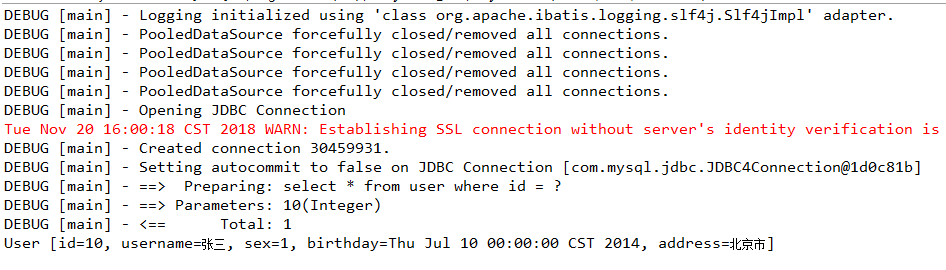 DEBUG [main] - Logging initialized using 'class org.apache.ibatis.logging.slf4j.Slf4jImpl' adapter.
DEBUG [main] - PooledDataSource forcefully closed/removed all connections.
DEBUG [main] - PooledDataSource forcefully closed/removed all connections.
DEBUG [main] - PooledDataSource forcefully closed/removed all connections.
DEBUG [main] - PooledDataSource forcefully closed/removed all connections.
DEBUG [main] - Opening JDBC Connection
Tue Nov 20 16:00:18 CST 2018 WARN: Establishing SSL connection without server's identity verification is
DEBUG [main] - Created connection 30459931.
DEBUG [main] - Setting autocommit to false on JDBC Connection [com.mysql.jdbc.JDBC4Connection@1d0c81b]
DEBUG [main] - ==>  Preparing: select * from user where id = ?
DEBUG [main] - ==> Parameters: 10(Integer)
DEBUG [main] - <==      Total: 1
User [id=10, username=张三, sex=1, birthday=Thu Jul 10 00:00:00 CST 2014, address=北京市]